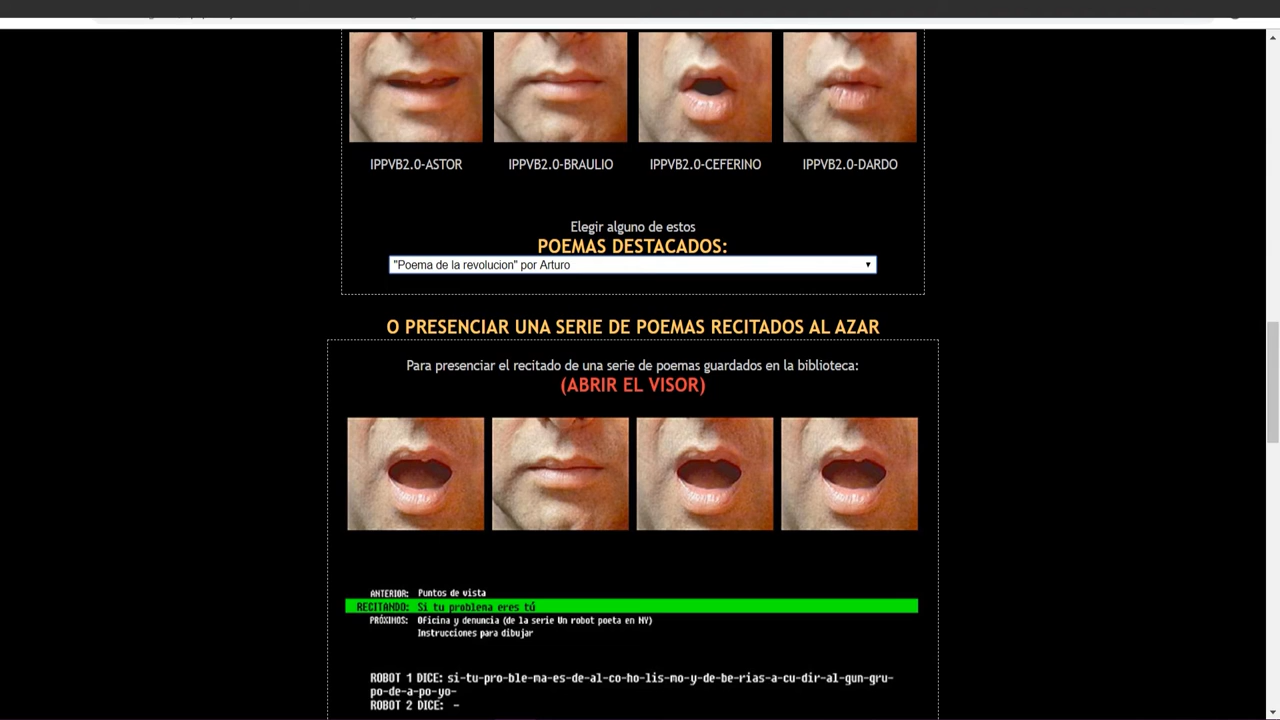 IPPVB2.0-ASTOR IPPVB2.0-BRAULIO IPPVB2.0-CEFERINO IPPVB2.0-DARDO
Elegir alguno de estos
POEMAS DESTACADOS:
"Poema de la revolucion" por Arturo
O PRESENCIAR UNA SERIE DE POEMAS RECITADOS AL AZAR
Para presenciar el recitado de una serie de poemas guardados en la biblioteca:
(ABRIR EL VISOR)
ANTERIOR: Puntos de vista
RECITANDO: Si tu problema eres tú
PRÓXIMOS: Oficina y denuncia (de la serie Un robot poeta en NY)
Instrucciones para dibujar
ROBOT 1 DICE: si-tu-pro-ble-ma-es-de-al-co-ho-lis-mo-y-de-be-rias-a-cu-dir-al-gun-gru-
po-de-a-po-yo-
ROBOT 2 DICE: -